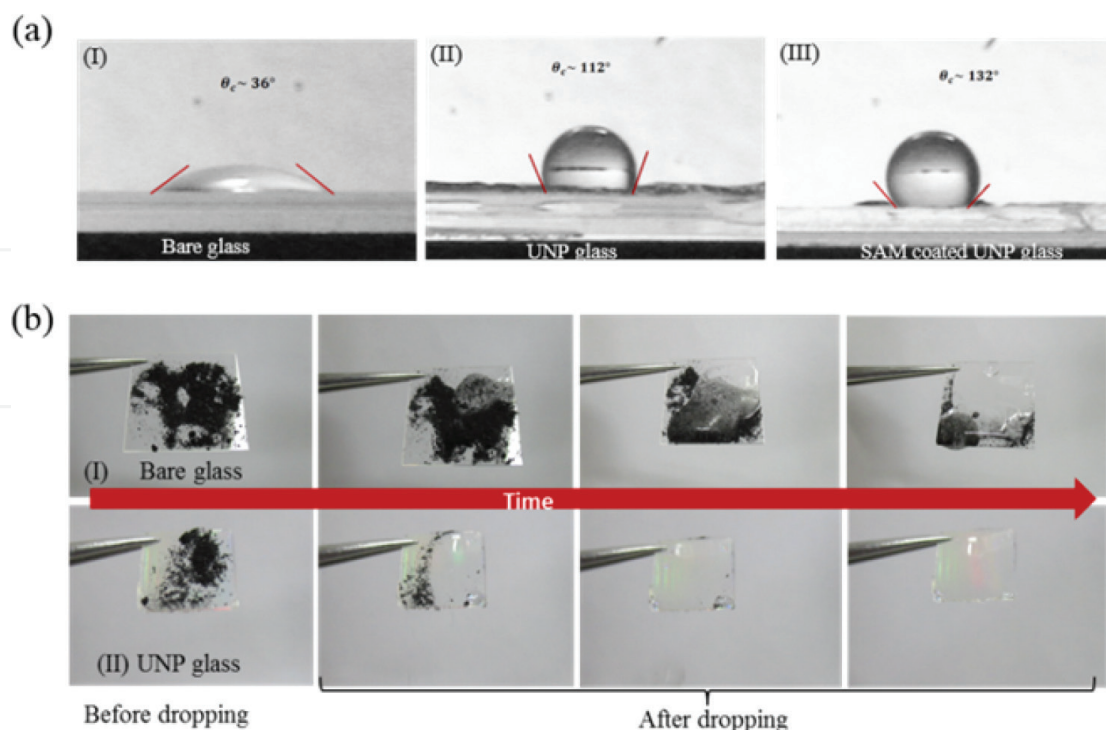 (a)
(I)
θc~ 36°
Bare glass
(II)
θc~ 112°
UNP glass
(III)
θc~ 132°
SAM coated UNP glass
(b)
(I) Bare glass
Time
(II) UNP glass
Before dropping
After dropping